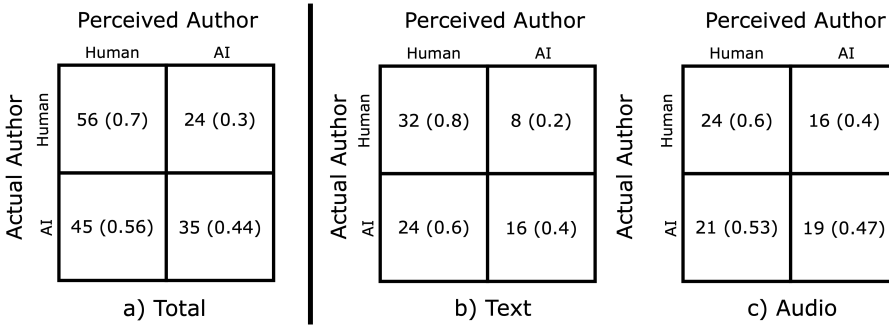 Perceived Author
Human AI
Actual Author
Human
56 (0.7) 24 (0.3)
AI
45 (0.56) 35 (0.44)
a) Total
Perceived Author
Human AI
Actual Author
Human
32 (0.8) 8 (0.2)
AI
24 (0.6) 16 (0.4)
b) Text
Perceived Author
Human AI
Actual Author
Human
24 (0.6) 16 (0.4)
AI
21 (0.53) 19 (0.47)
c) Audio